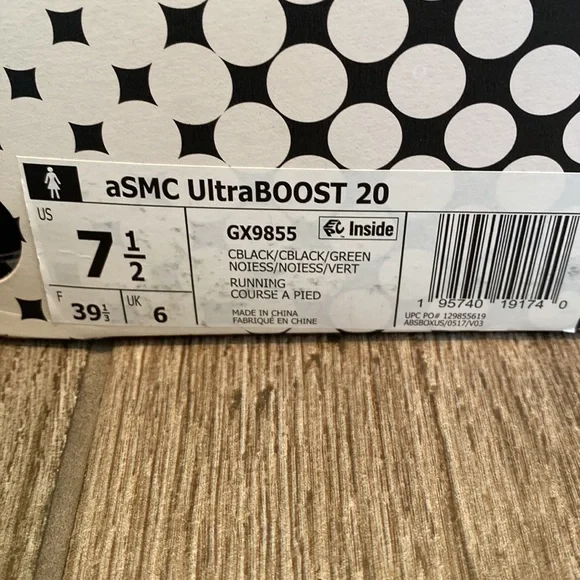 aSMC UltraBOOST 20
US
7 1/2
F
39 1/3
UK
6
GX9855
Inside
CBLACK/CBLACK/GREEN
NOIESS/NOIESS/VERT
RUNNING
COURSE A PIED
MADE IN CHINA
FABRIQUÉ EN CHINE
1 95740 19174 0
UPC PO# 129855619
ABSBOXUS/0517/V03